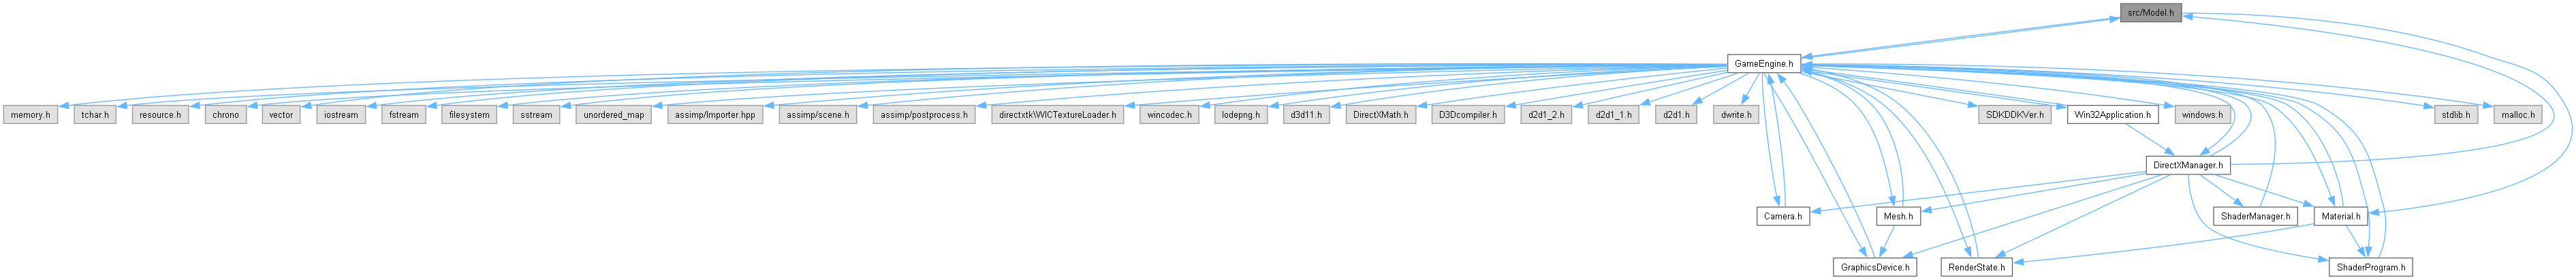 src/Model.h
GameEngine.h
memory.h
tchar.h
resource.h
chrono
vector
iostream
fstream
filesystem
sstream
unordered_map
assimp/Importer.hpp
assimp/scene.h
assimp/postprocess.h
directxtk\WICTextureLoader.h
wincodec.h
lodepng.h
d3d11.h
DirectXMath.h
D3Dcompiler.h
d2d1_2.h
d2d1_1.h
d2d1.h
dwrite.h
SDKDDKVer.h
Win32Application.h
windows.h
stdlib.h
malloc.h
DirectXManager.h
Camera.h
Mesh.h
ShaderManager.h
Material.h
GraphicsDevice.h
RenderState.h
ShaderProgram.h